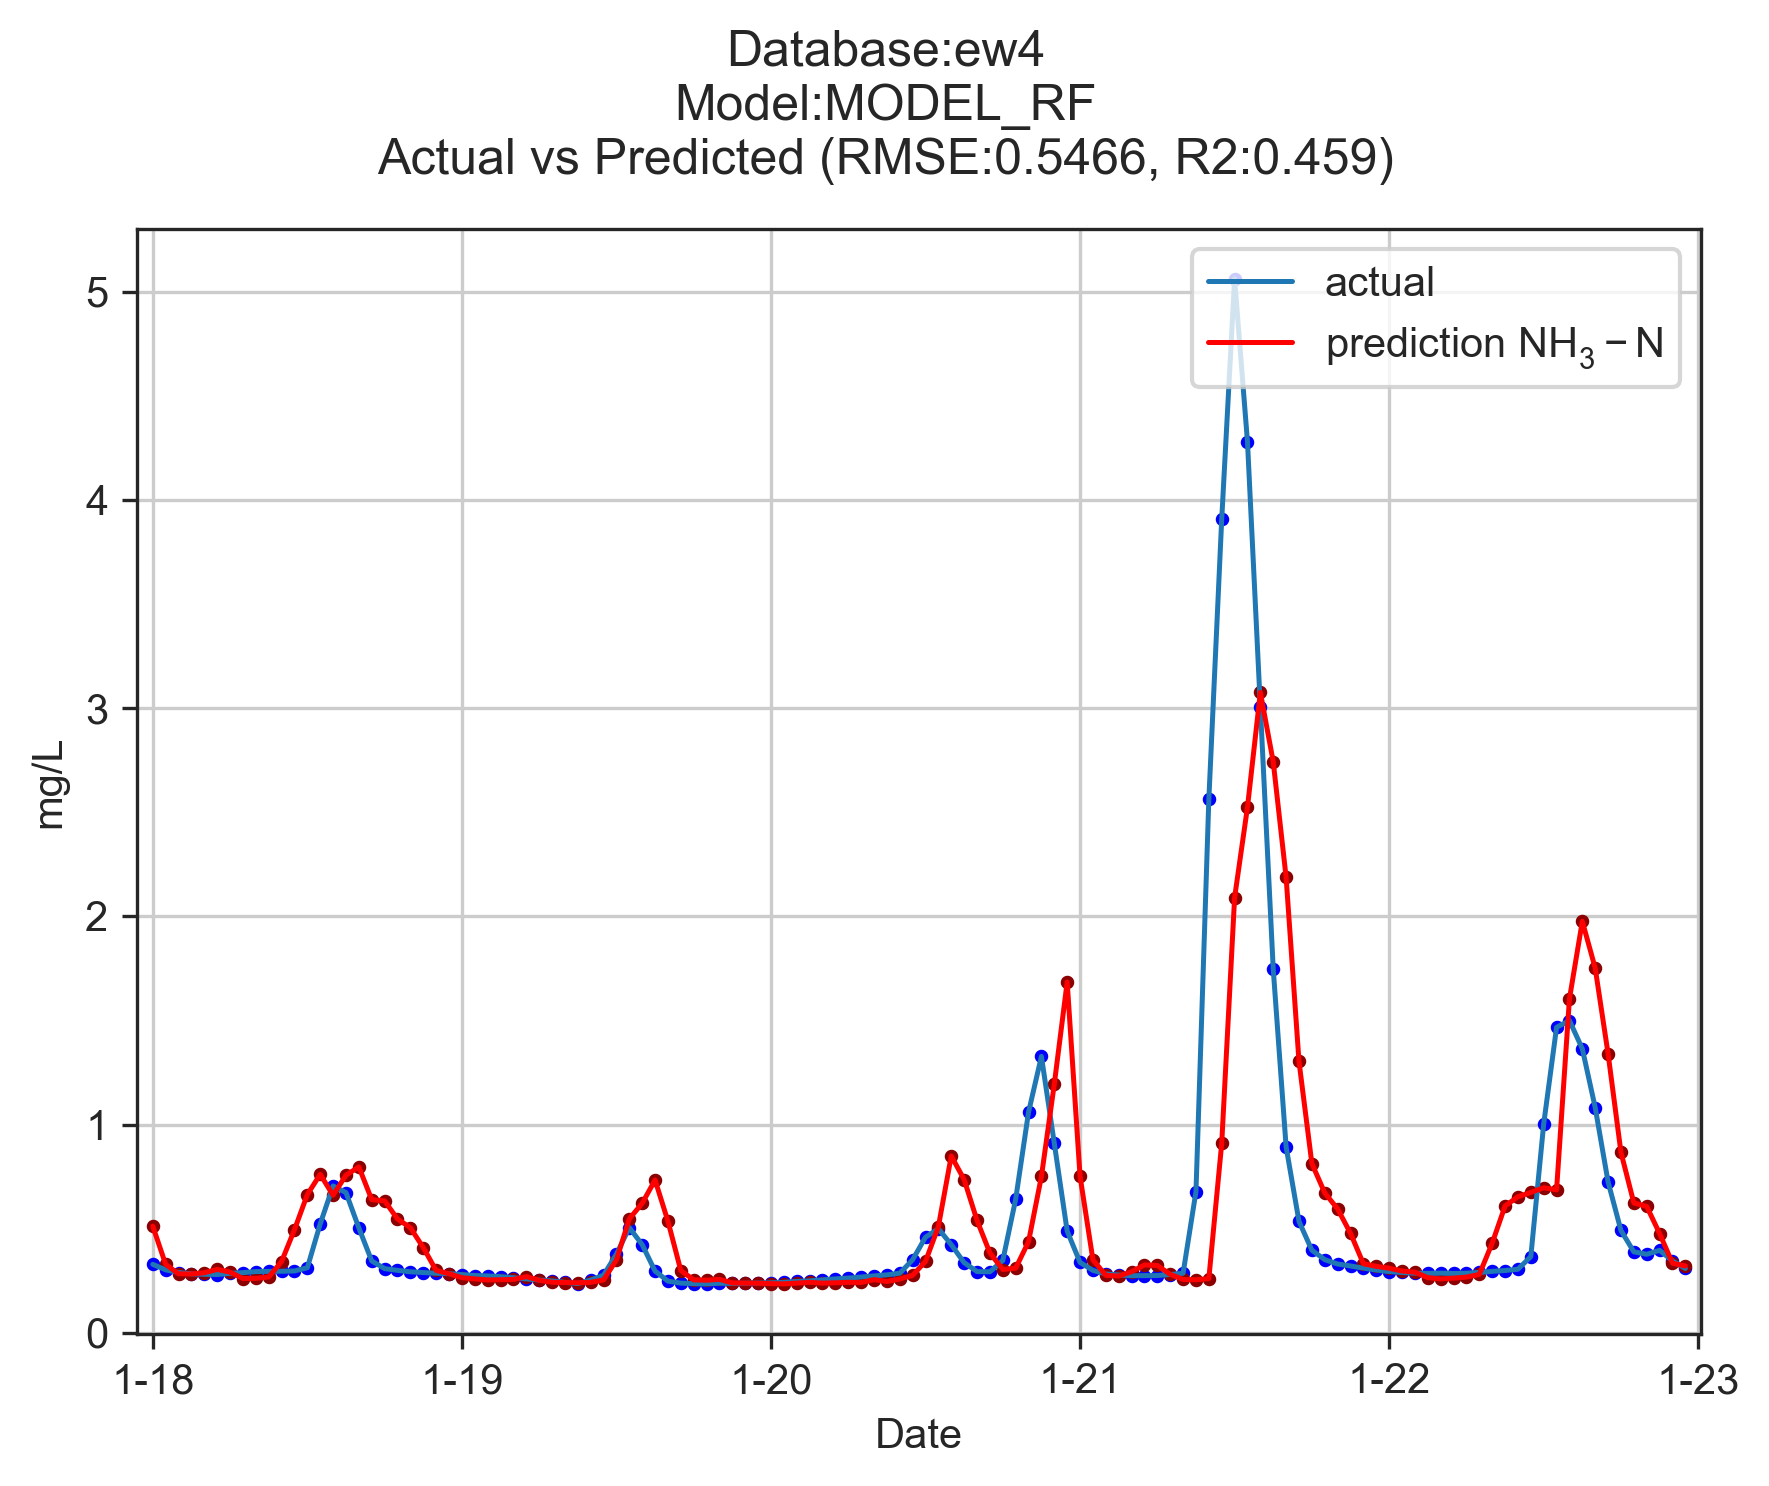 Database:ew4
Model:MODEL_RF
Actual vs Predicted (RMSE:0.5466, R2:0.459)
actual
prediction NH₃ − N
5
4
3
2
1
0
mg/L
1-18 1-19 1-20 1-21 1-22 1-23
Date